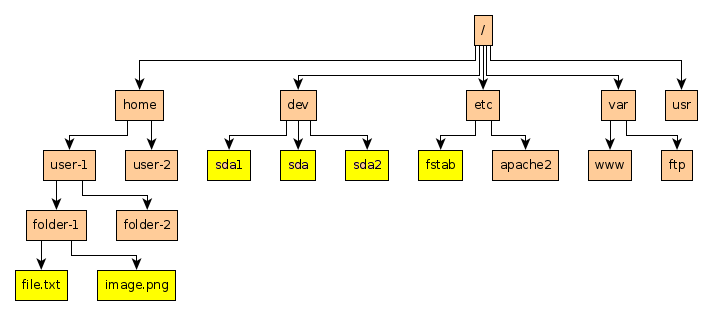 /
home dev etc var usr
user-1 user-2 sda1 sda sda2 fstab apache2 www ftp
folder-1 folder-2
file.txt image.png